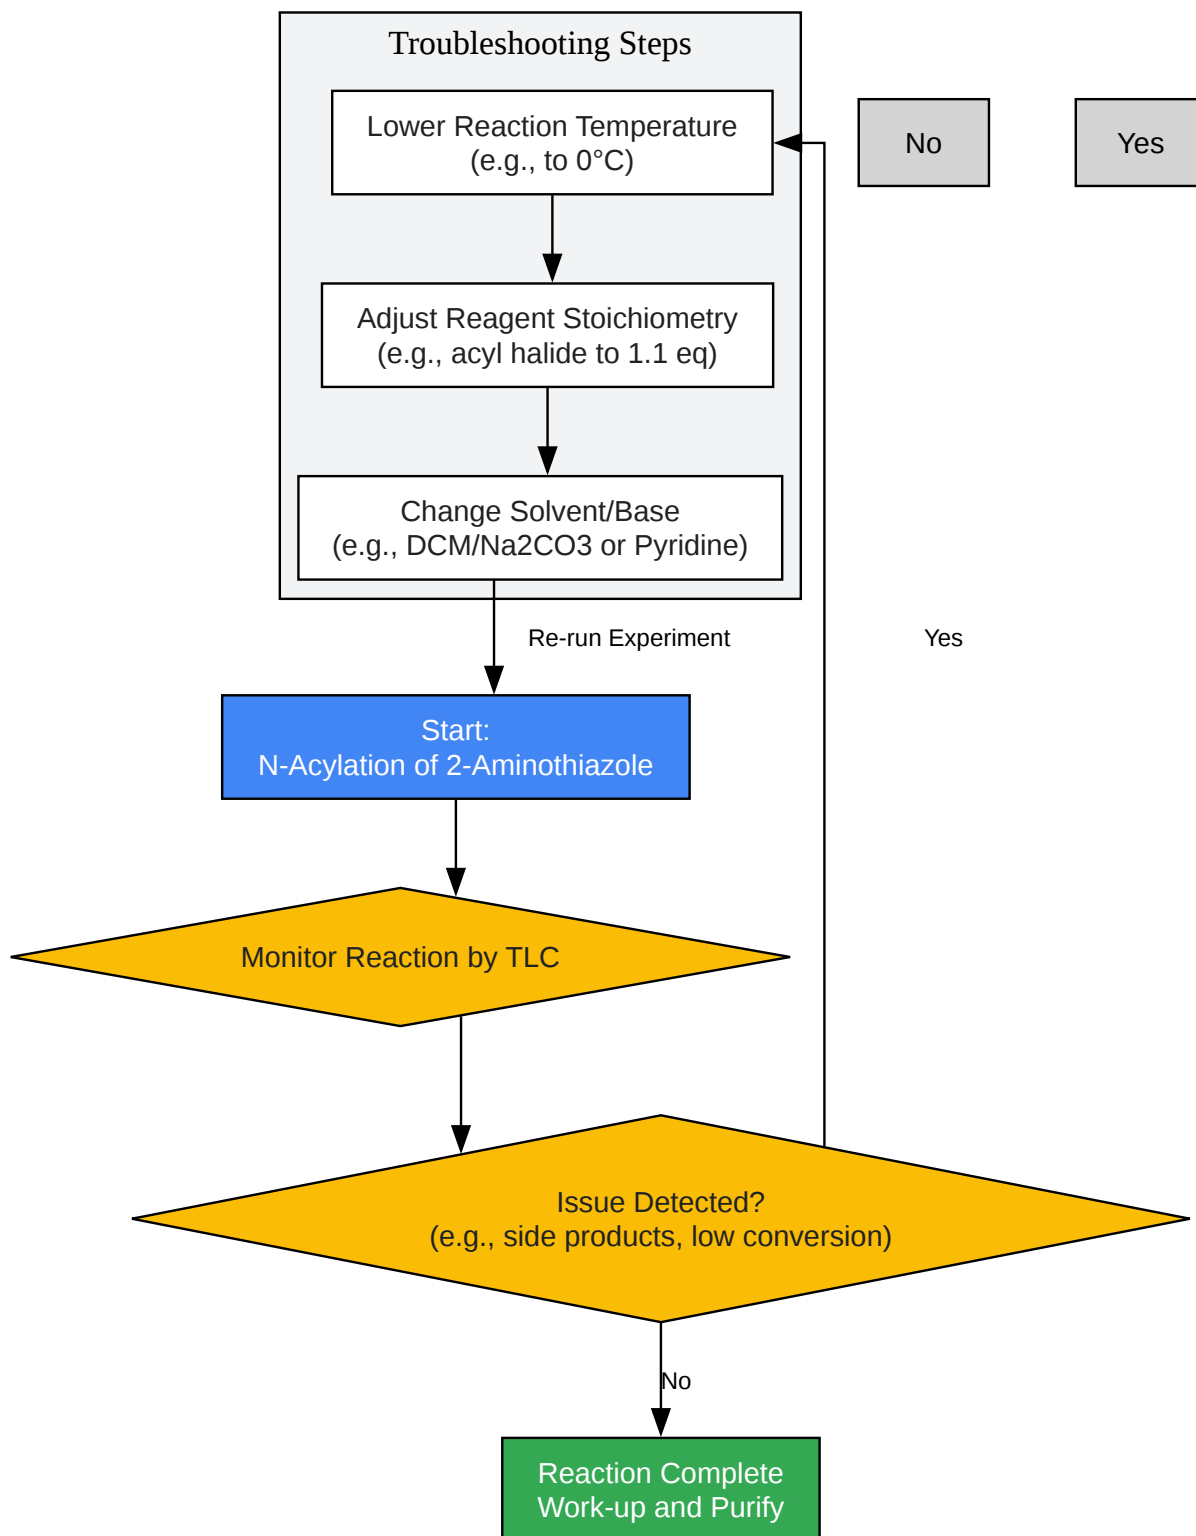 Troubleshooting Steps
Lower Reaction Temperature
(e.g., to 0°C)
No
Yes
Adjust Reagent Stoichiometry
(e.g., acyl halide to 1.1 eq)
Change Solvent/Base
(e.g., DCM/Na2CO3 or Pyridine)
Re-run Experiment
Yes
Start:
N-Acylation of 2-Aminothiazole
Monitor Reaction by TLC
Issue Detected?
(e.g., side products, low conversion)
No
Reaction Complete
Work-up and Purify